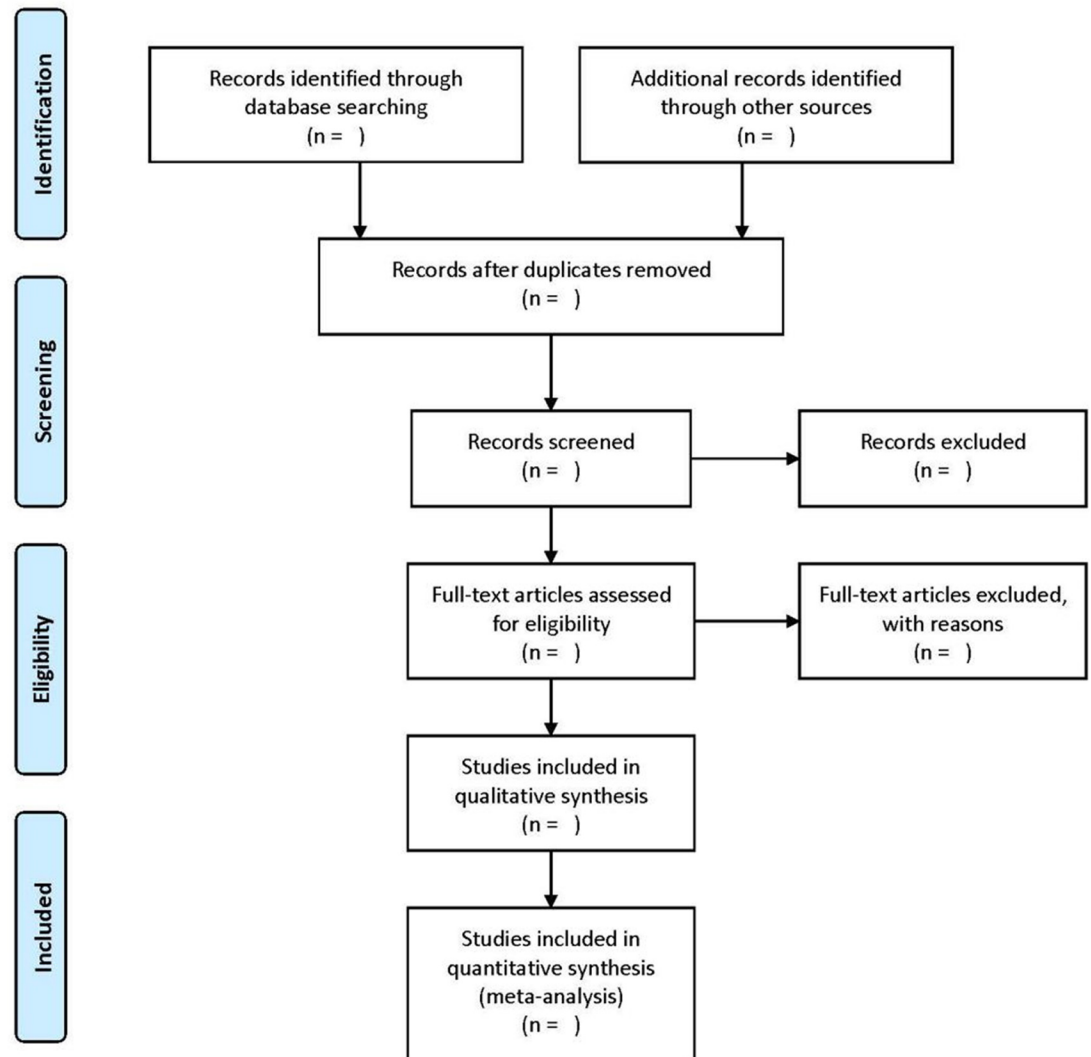 Identification
Records identified through
database searching
(n =   )
Additional records identified
through other sources
(n =   )
Records after duplicates removed
(n =   )
Screening
Records screened
(n =   )
Records excluded
(n =   )
Eligibility
Full-text articles assessed
for eligibility
(n =   )
Full-text articles excluded,
with reasons
(n =   )
Studies included in
qualitative synthesis
(n =   )
Included
Studies included in
quantitative synthesis
(meta-analysis)
(n =   )